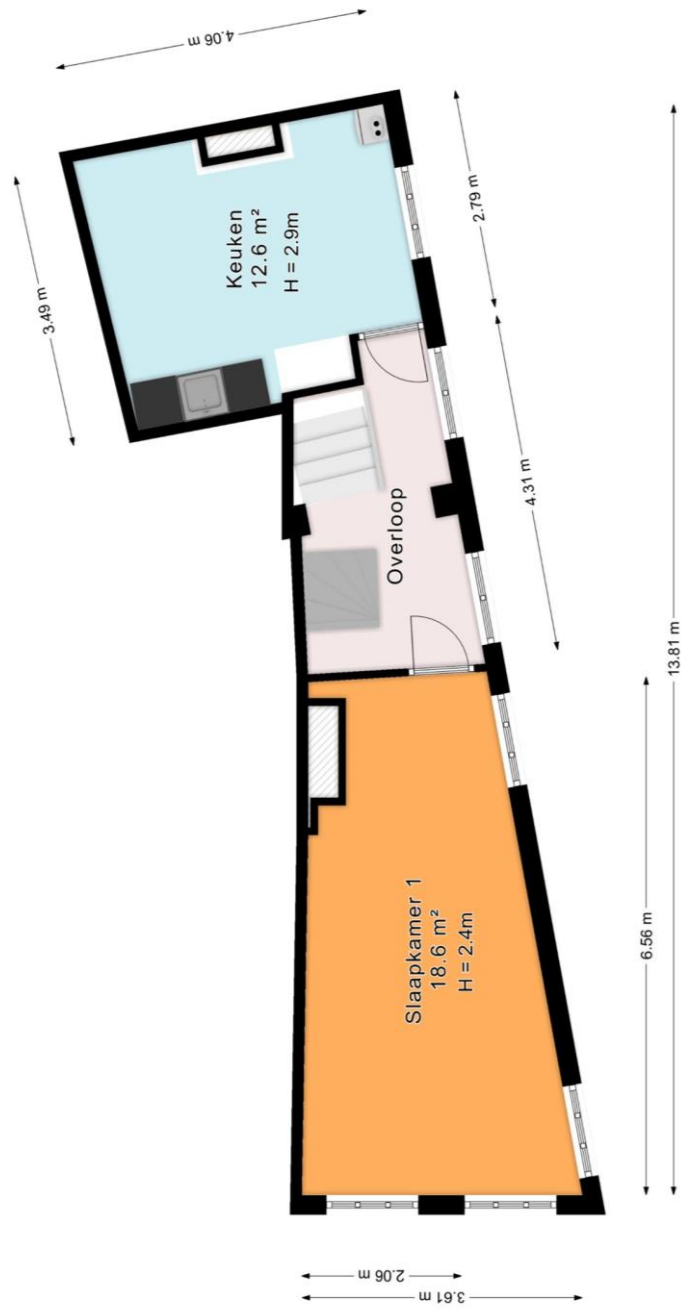 4.06 m
3.49 m
Keuken
12.6 m²
H = 2.9m
2.79 m
4.31 m
Overloop
13.81 m
Slaapkamer 1
18.6 m²
H = 2.4m
6.56 m
2.06 m
3.61 m